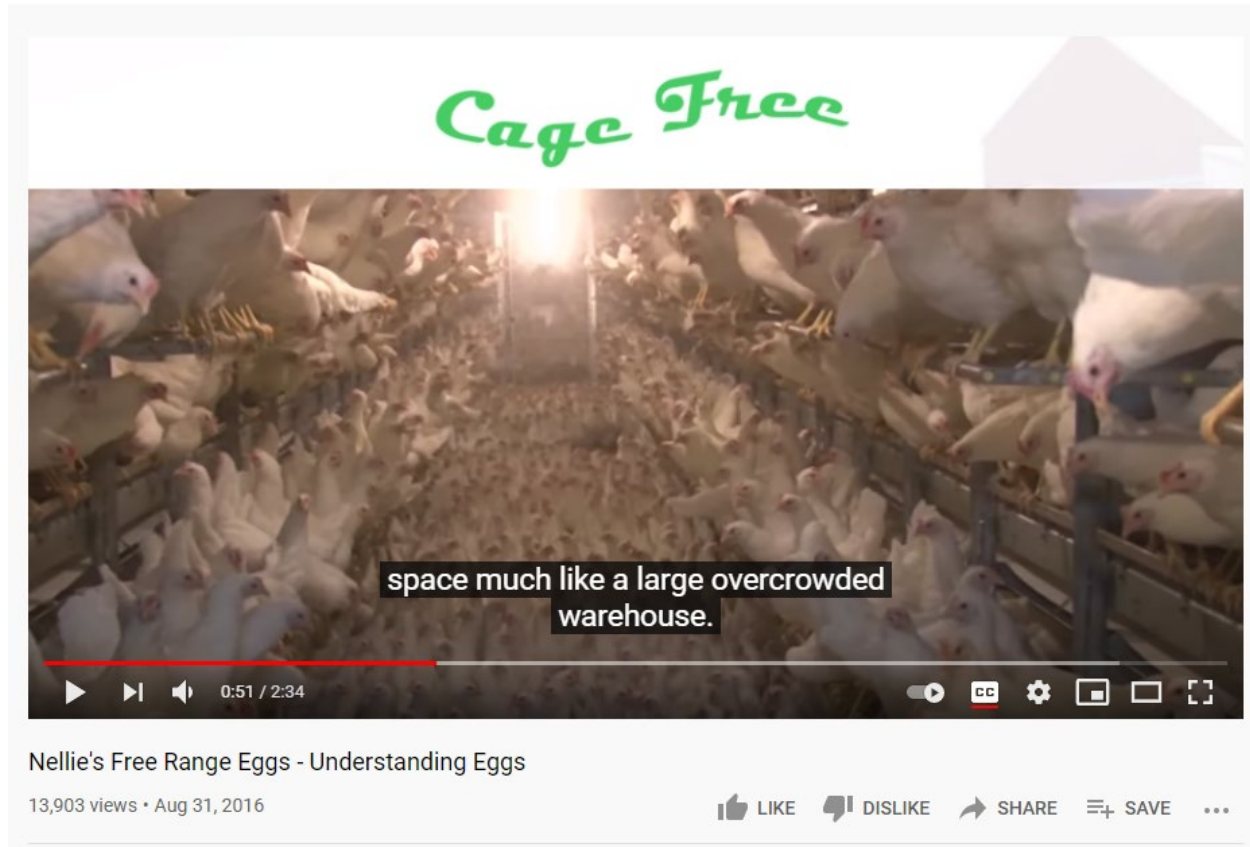 Cage Free
space much like a large overcrowded
warehouse.
0:51 / 2:34
CC
Nellie's Free Range Eggs - Understanding Eggs
13,903 views • Aug 31, 2016
LIKE DISLIKE SHARE SAVE